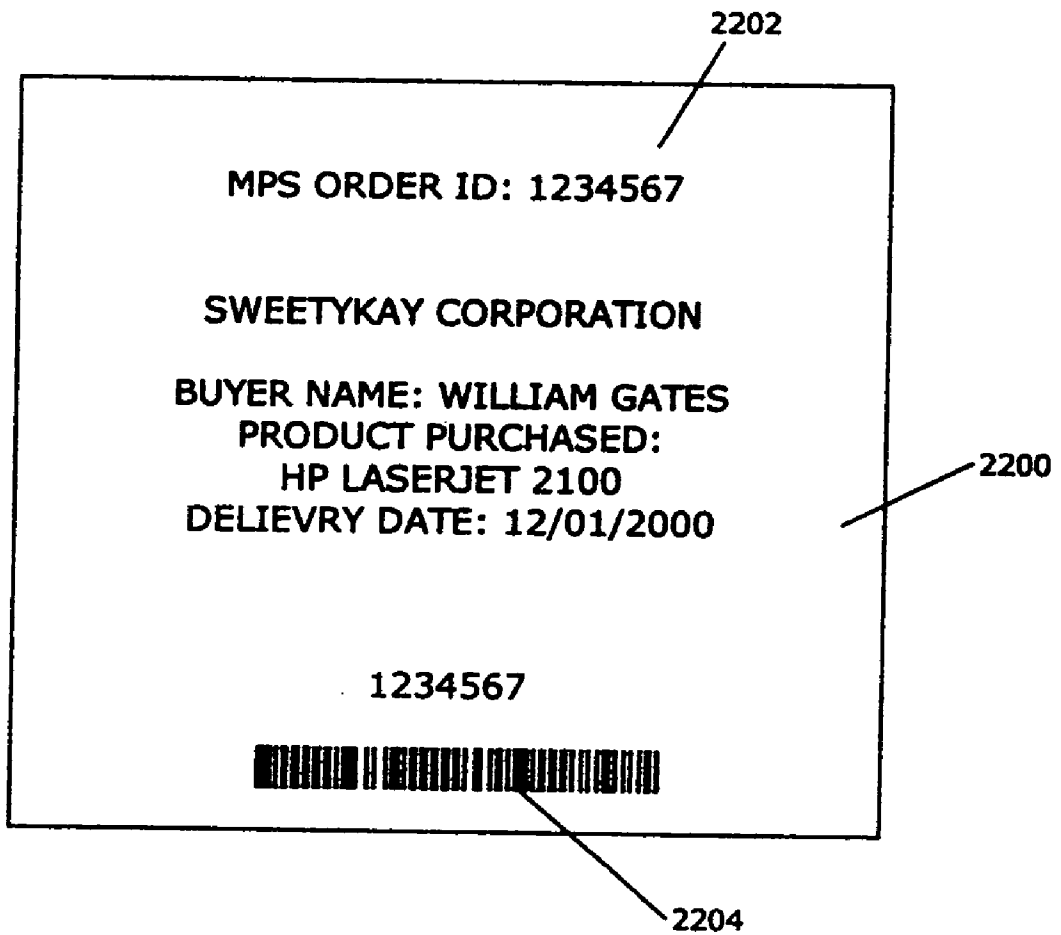 2202
MPS ORDER ID: 1234567
SWEETYKAY CORPORATION
BUYER NAME: WILLIAM GATES
PRODUCT PURCHASED:
HP LASERJET 2100
DELIEVRY DATE: 12/01/2000
2200
1234567
2204